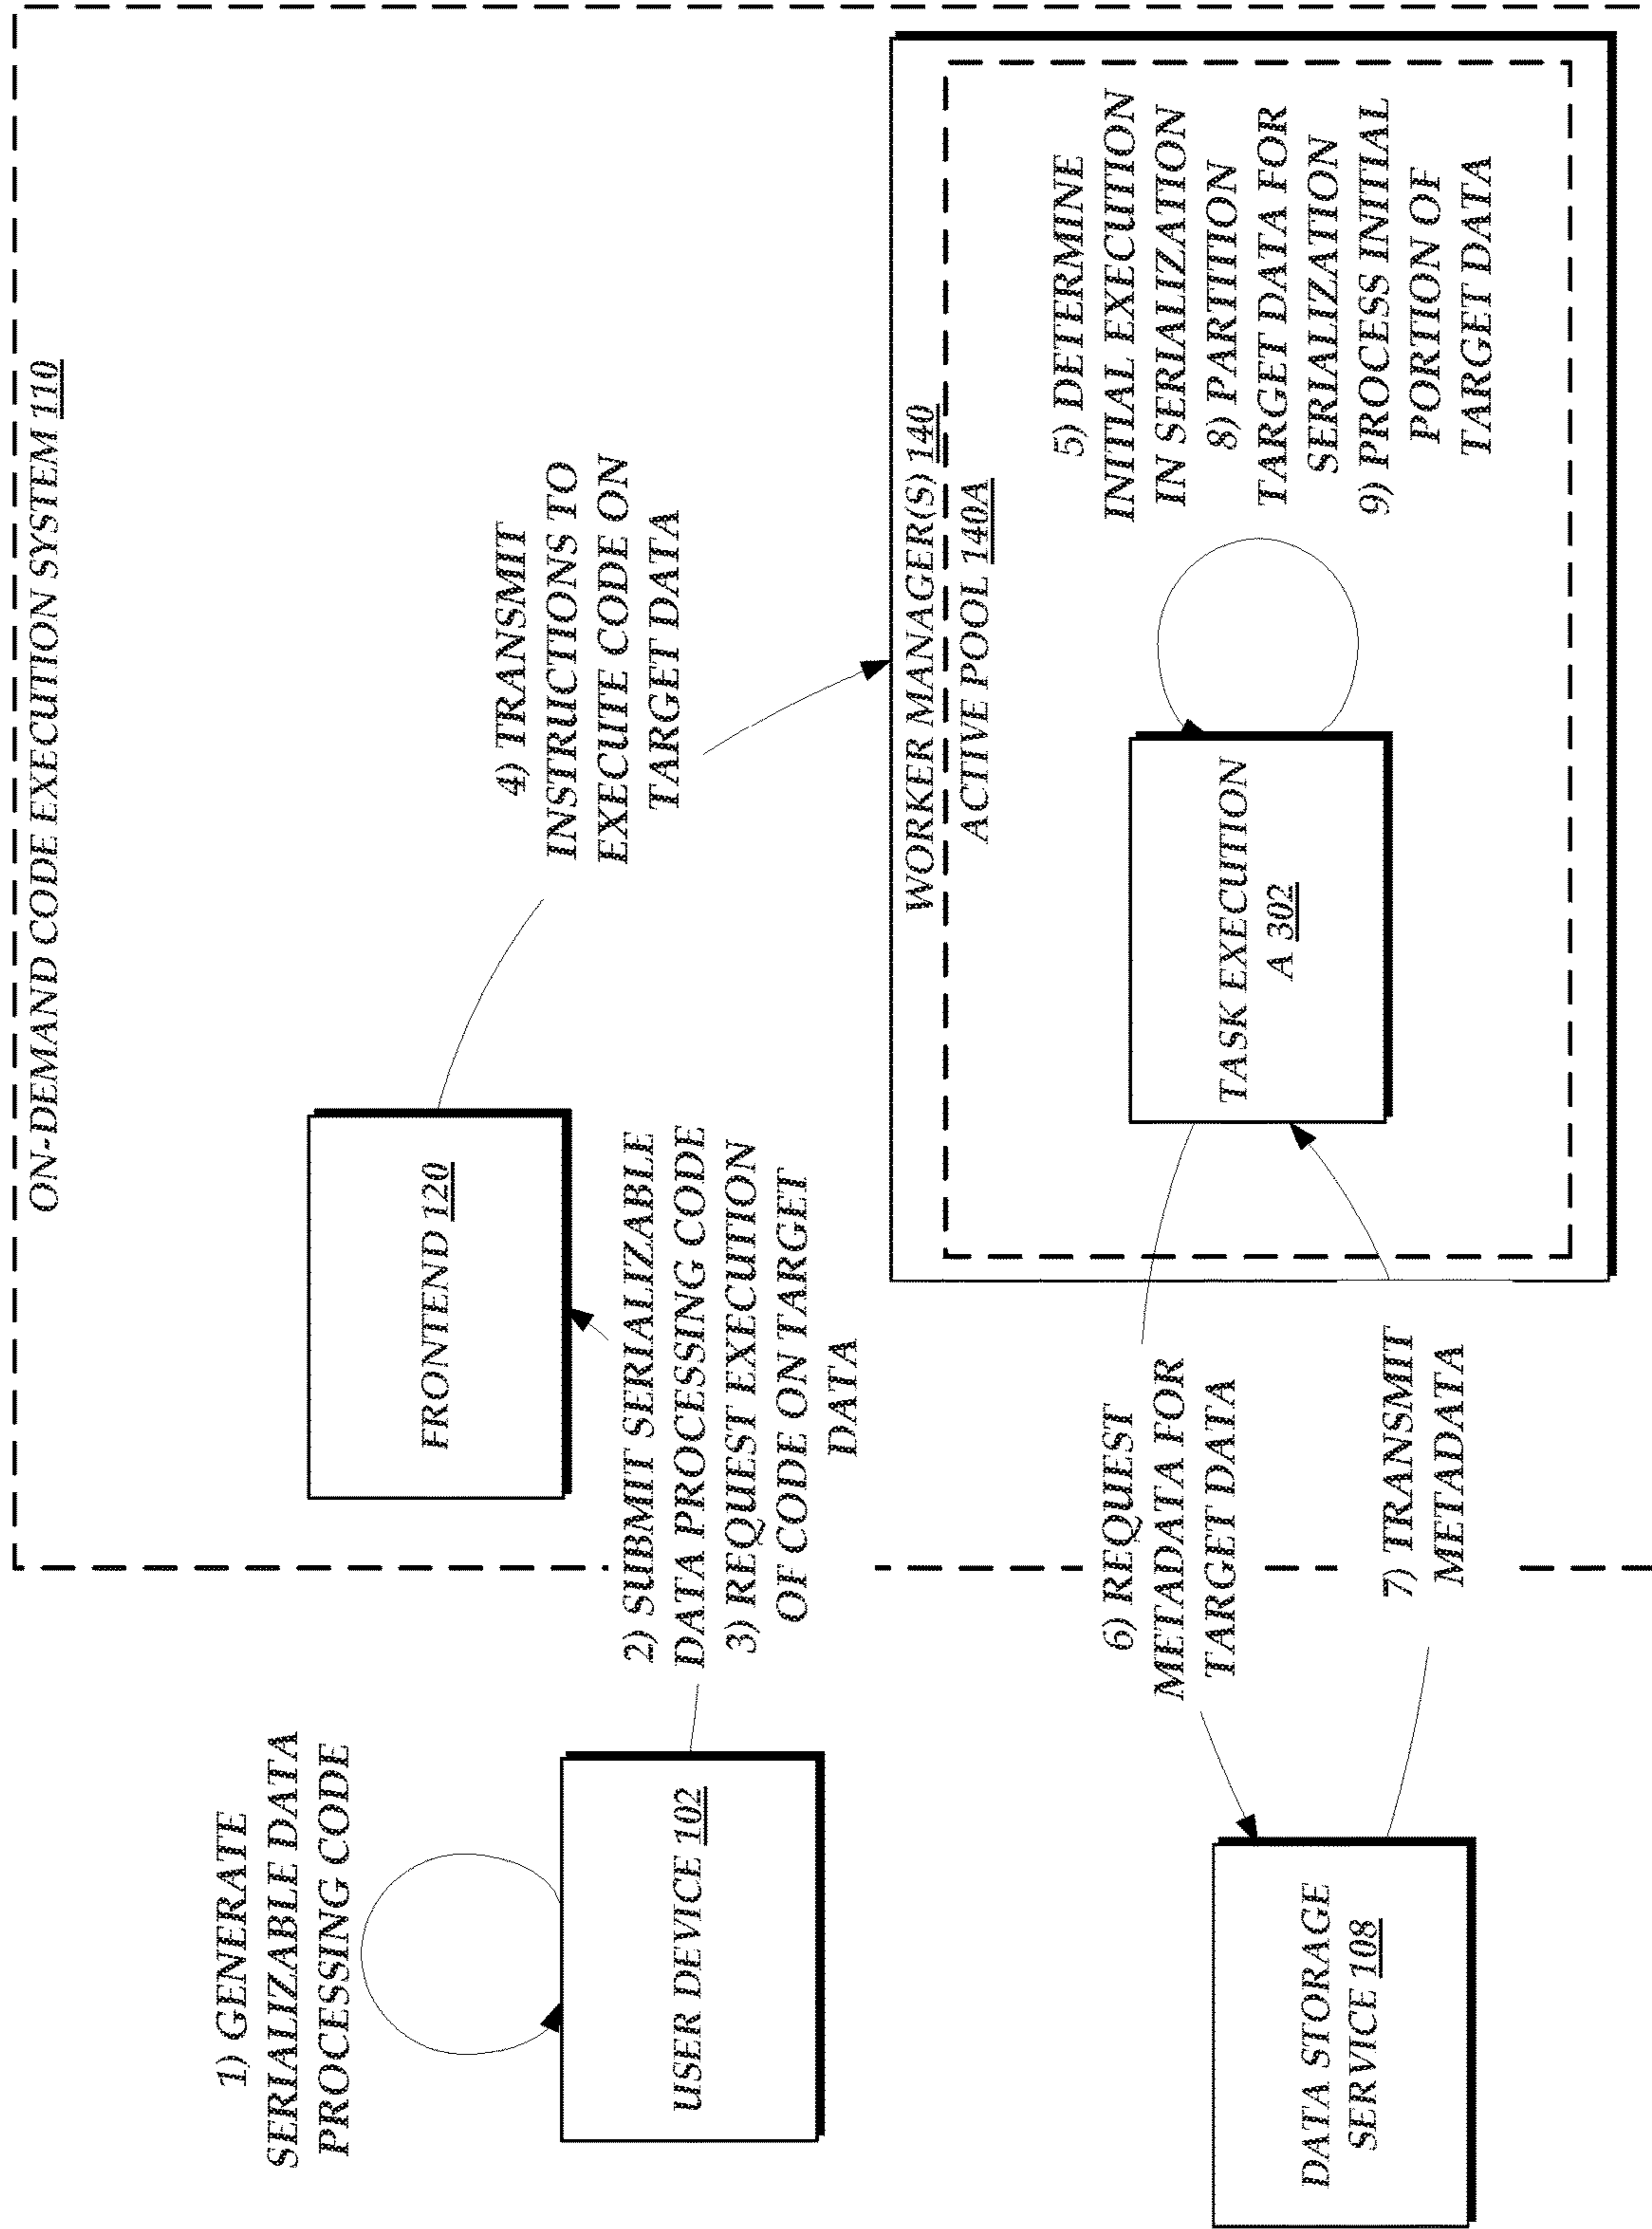 ON-DEMAND CODE EXECUTION SYSTEM 110
1) GENERATE
SERIALIZABLE DATA
PROCESSING CODE
USER DEVICE 102
2) SUBMIT SERIALIZABLE
DATA PROCESSING CODE
3) REQUEST EXECUTION
OF CODE ON TARGET
DATA
FRONTEND 120
4) TRANSMIT
INSTRUCTIONS TO
EXECUTE CODE ON
TARGET DATA
WORKER MANAGER(S) 140
ACTIVE POOL 140A
TASK EXECUTION
A 302
5) DETERMINE
INITIAL EXECUTION
IN SERIALIZATION
8) PARTITION
TARGET DATA FOR
SERIALIZATION
9) PROCESS INITIAL
PORTION OF
TARGET DATA
6) REQUEST
METADATA FOR
TARGET DATA
7) TRANSMIT
METADATA
DATA STORAGE
SERVICE 108